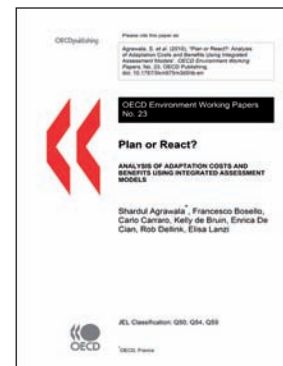 OECDpublishing
Please cite this paper as:
Agrawala, S. et al. (2010), "Plan or React?: Analysis
of Adaptation Costs and Benefits Using Integrated
Assessment Models", OECD Environment Working
Papers, No. 23, OECD Publishing.
OECD Environment Working Papers
No. 23
Plan or React?
ANALYSIS OF ADAPTATION COSTS AND
BENEFITS USING INTEGRATED ASSESSMENT
MODELS
Shardul Agrawala*, Francesco Bosello,
Carlo Carraro, Kelly de Bruin, Enrica De
Cian, Rob Dellink, Elisa Lanzi
JEL Classification: Q50, Q54, Q59
OECD
*OECD, France